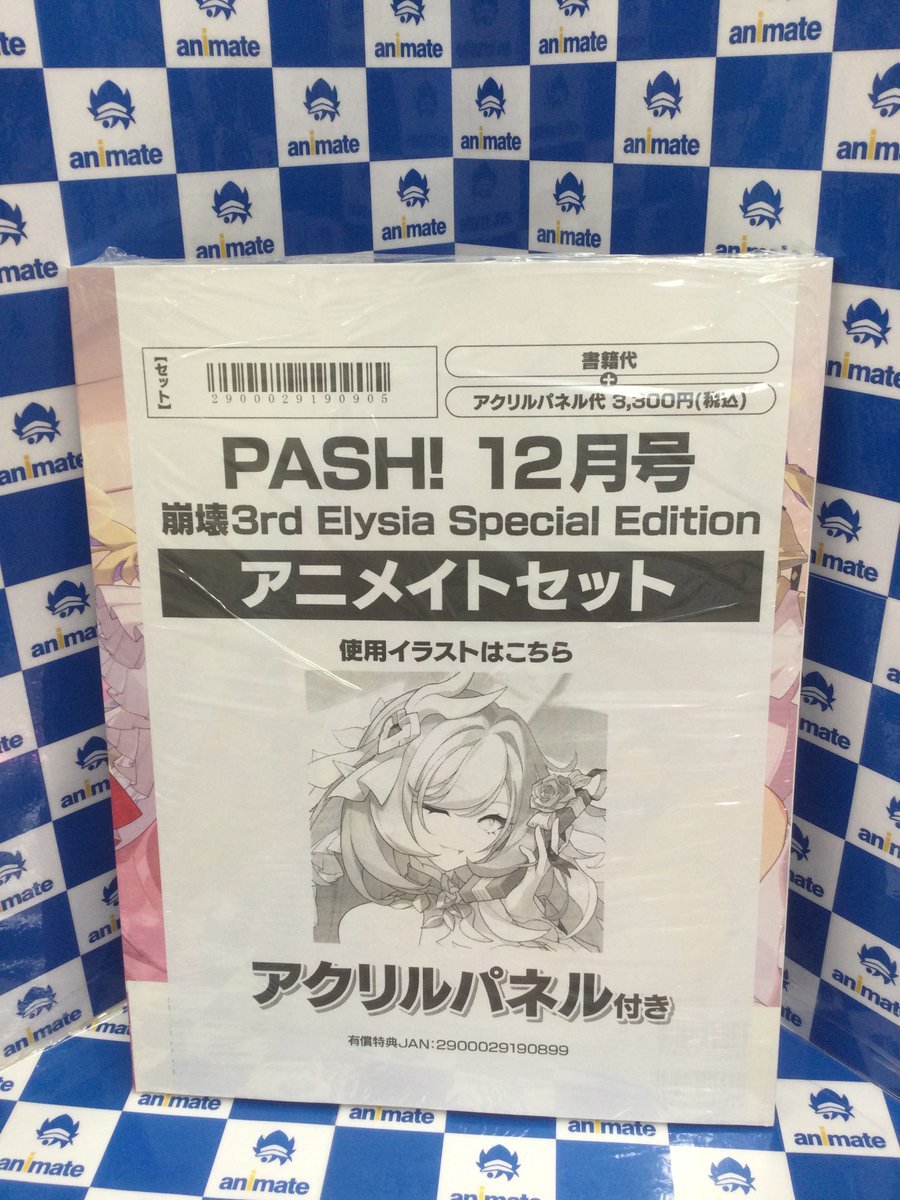 animate
【セット】
2900029190905
書籍代
+
アクリルパネル代 3,300円(税込)
PASH! 12月号
崩壊3rd Elysia Special Edition
アニメイトセット
使用イラストはこちら
アクリルパネル付き
有償特典JAN:2900029190899